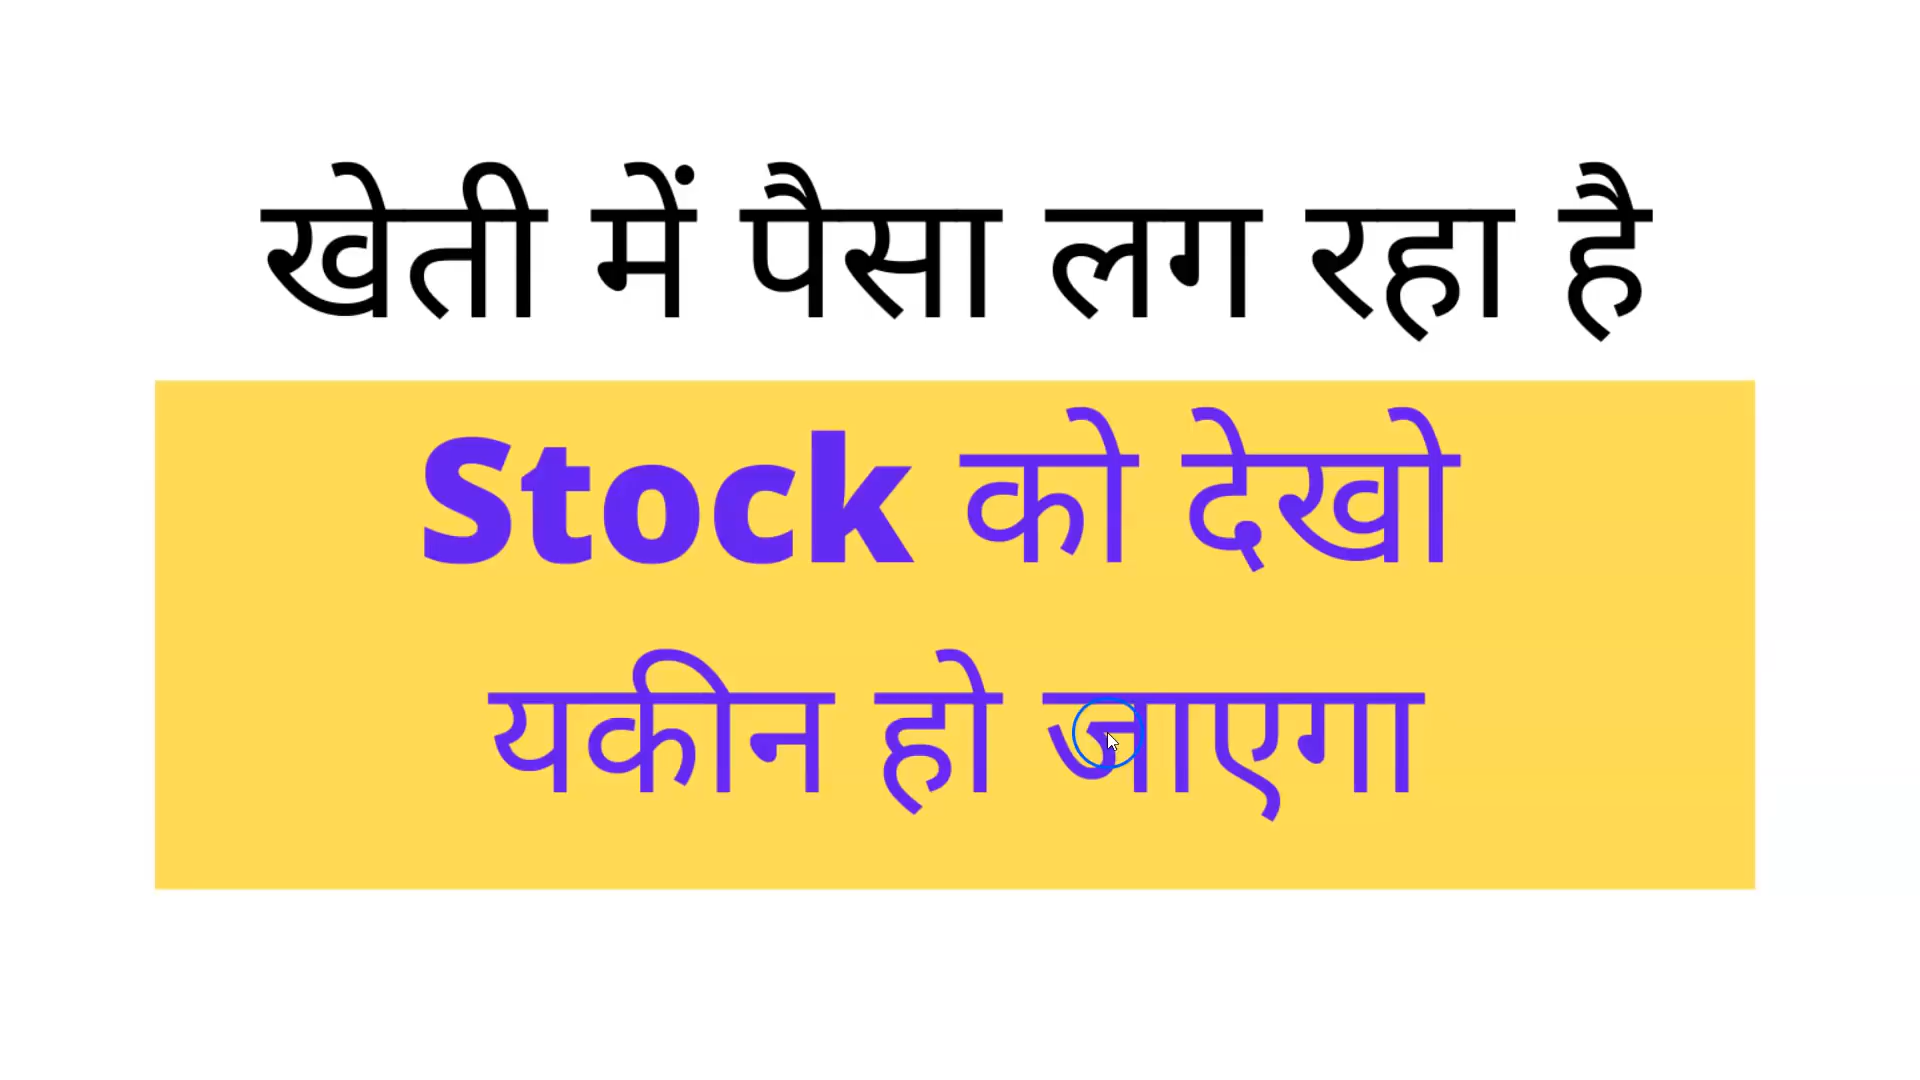 खेती में पैसा लग रहा है
Stock को देखो
यकीन हो जाएगा